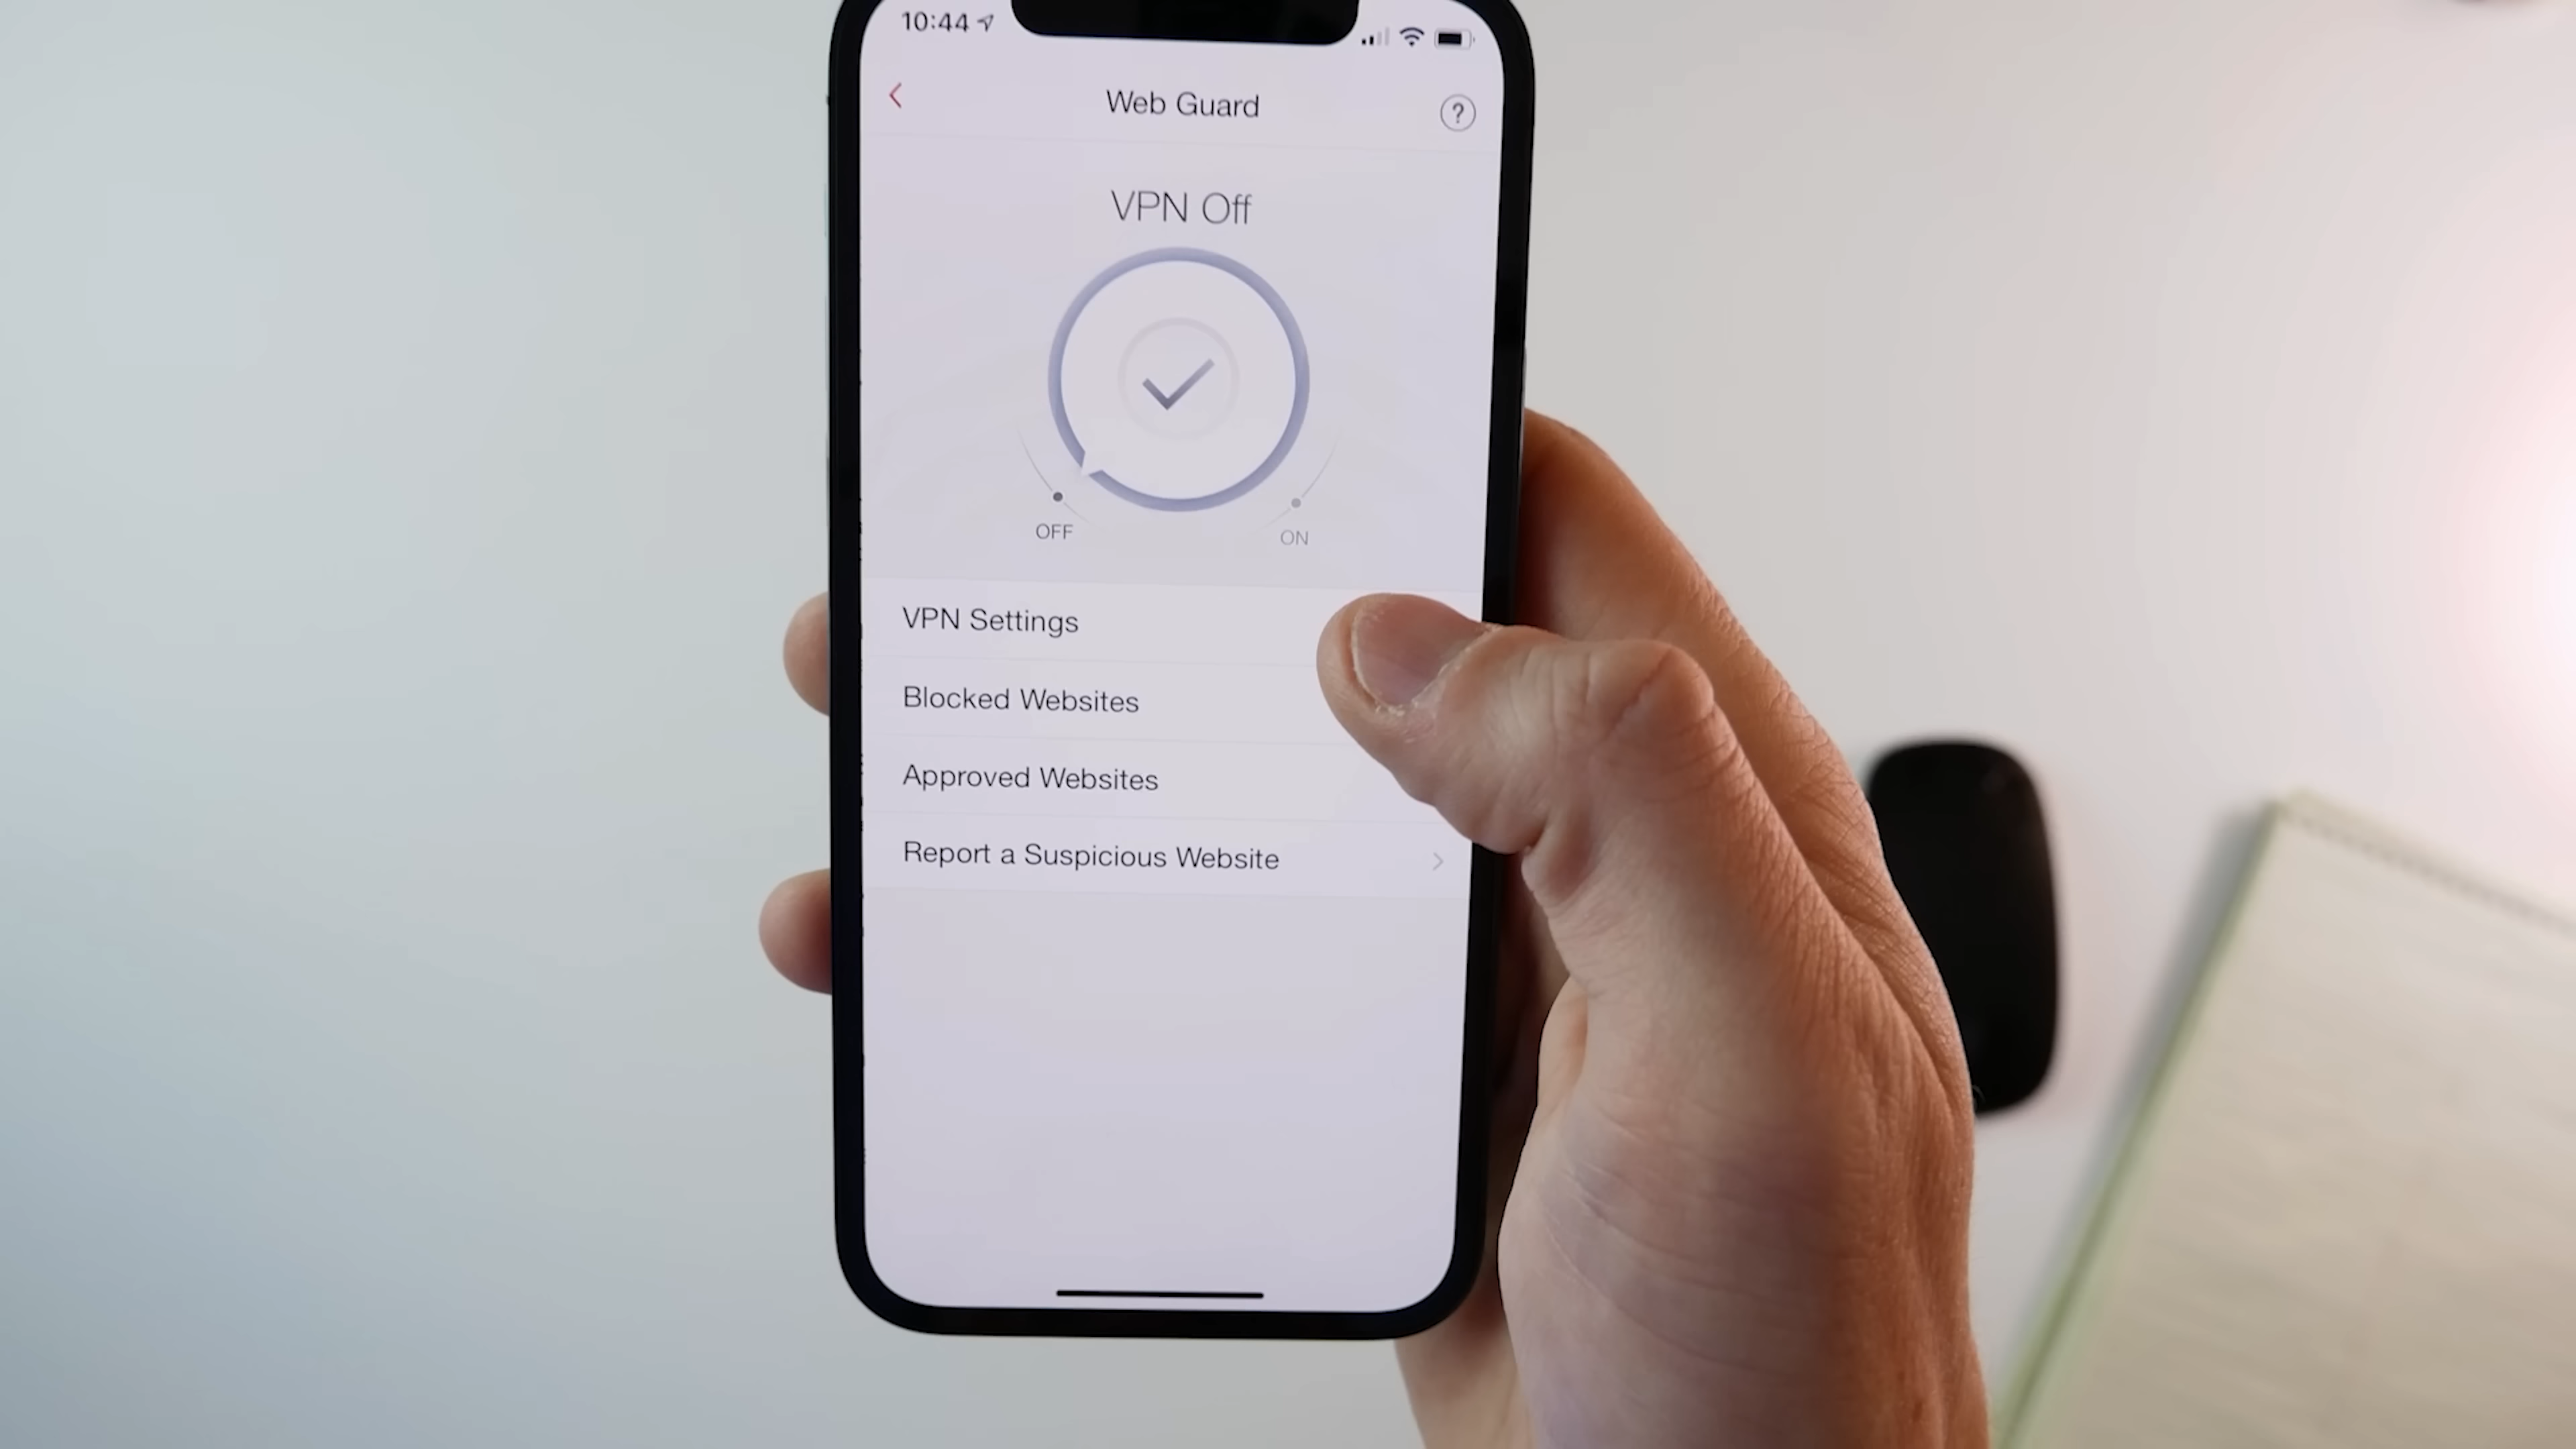 10:44
Web Guard
?
VPN Off
OFF
ON
VPN Settings
Blocked Websites
Approved Websites
Report a Suspicious Website